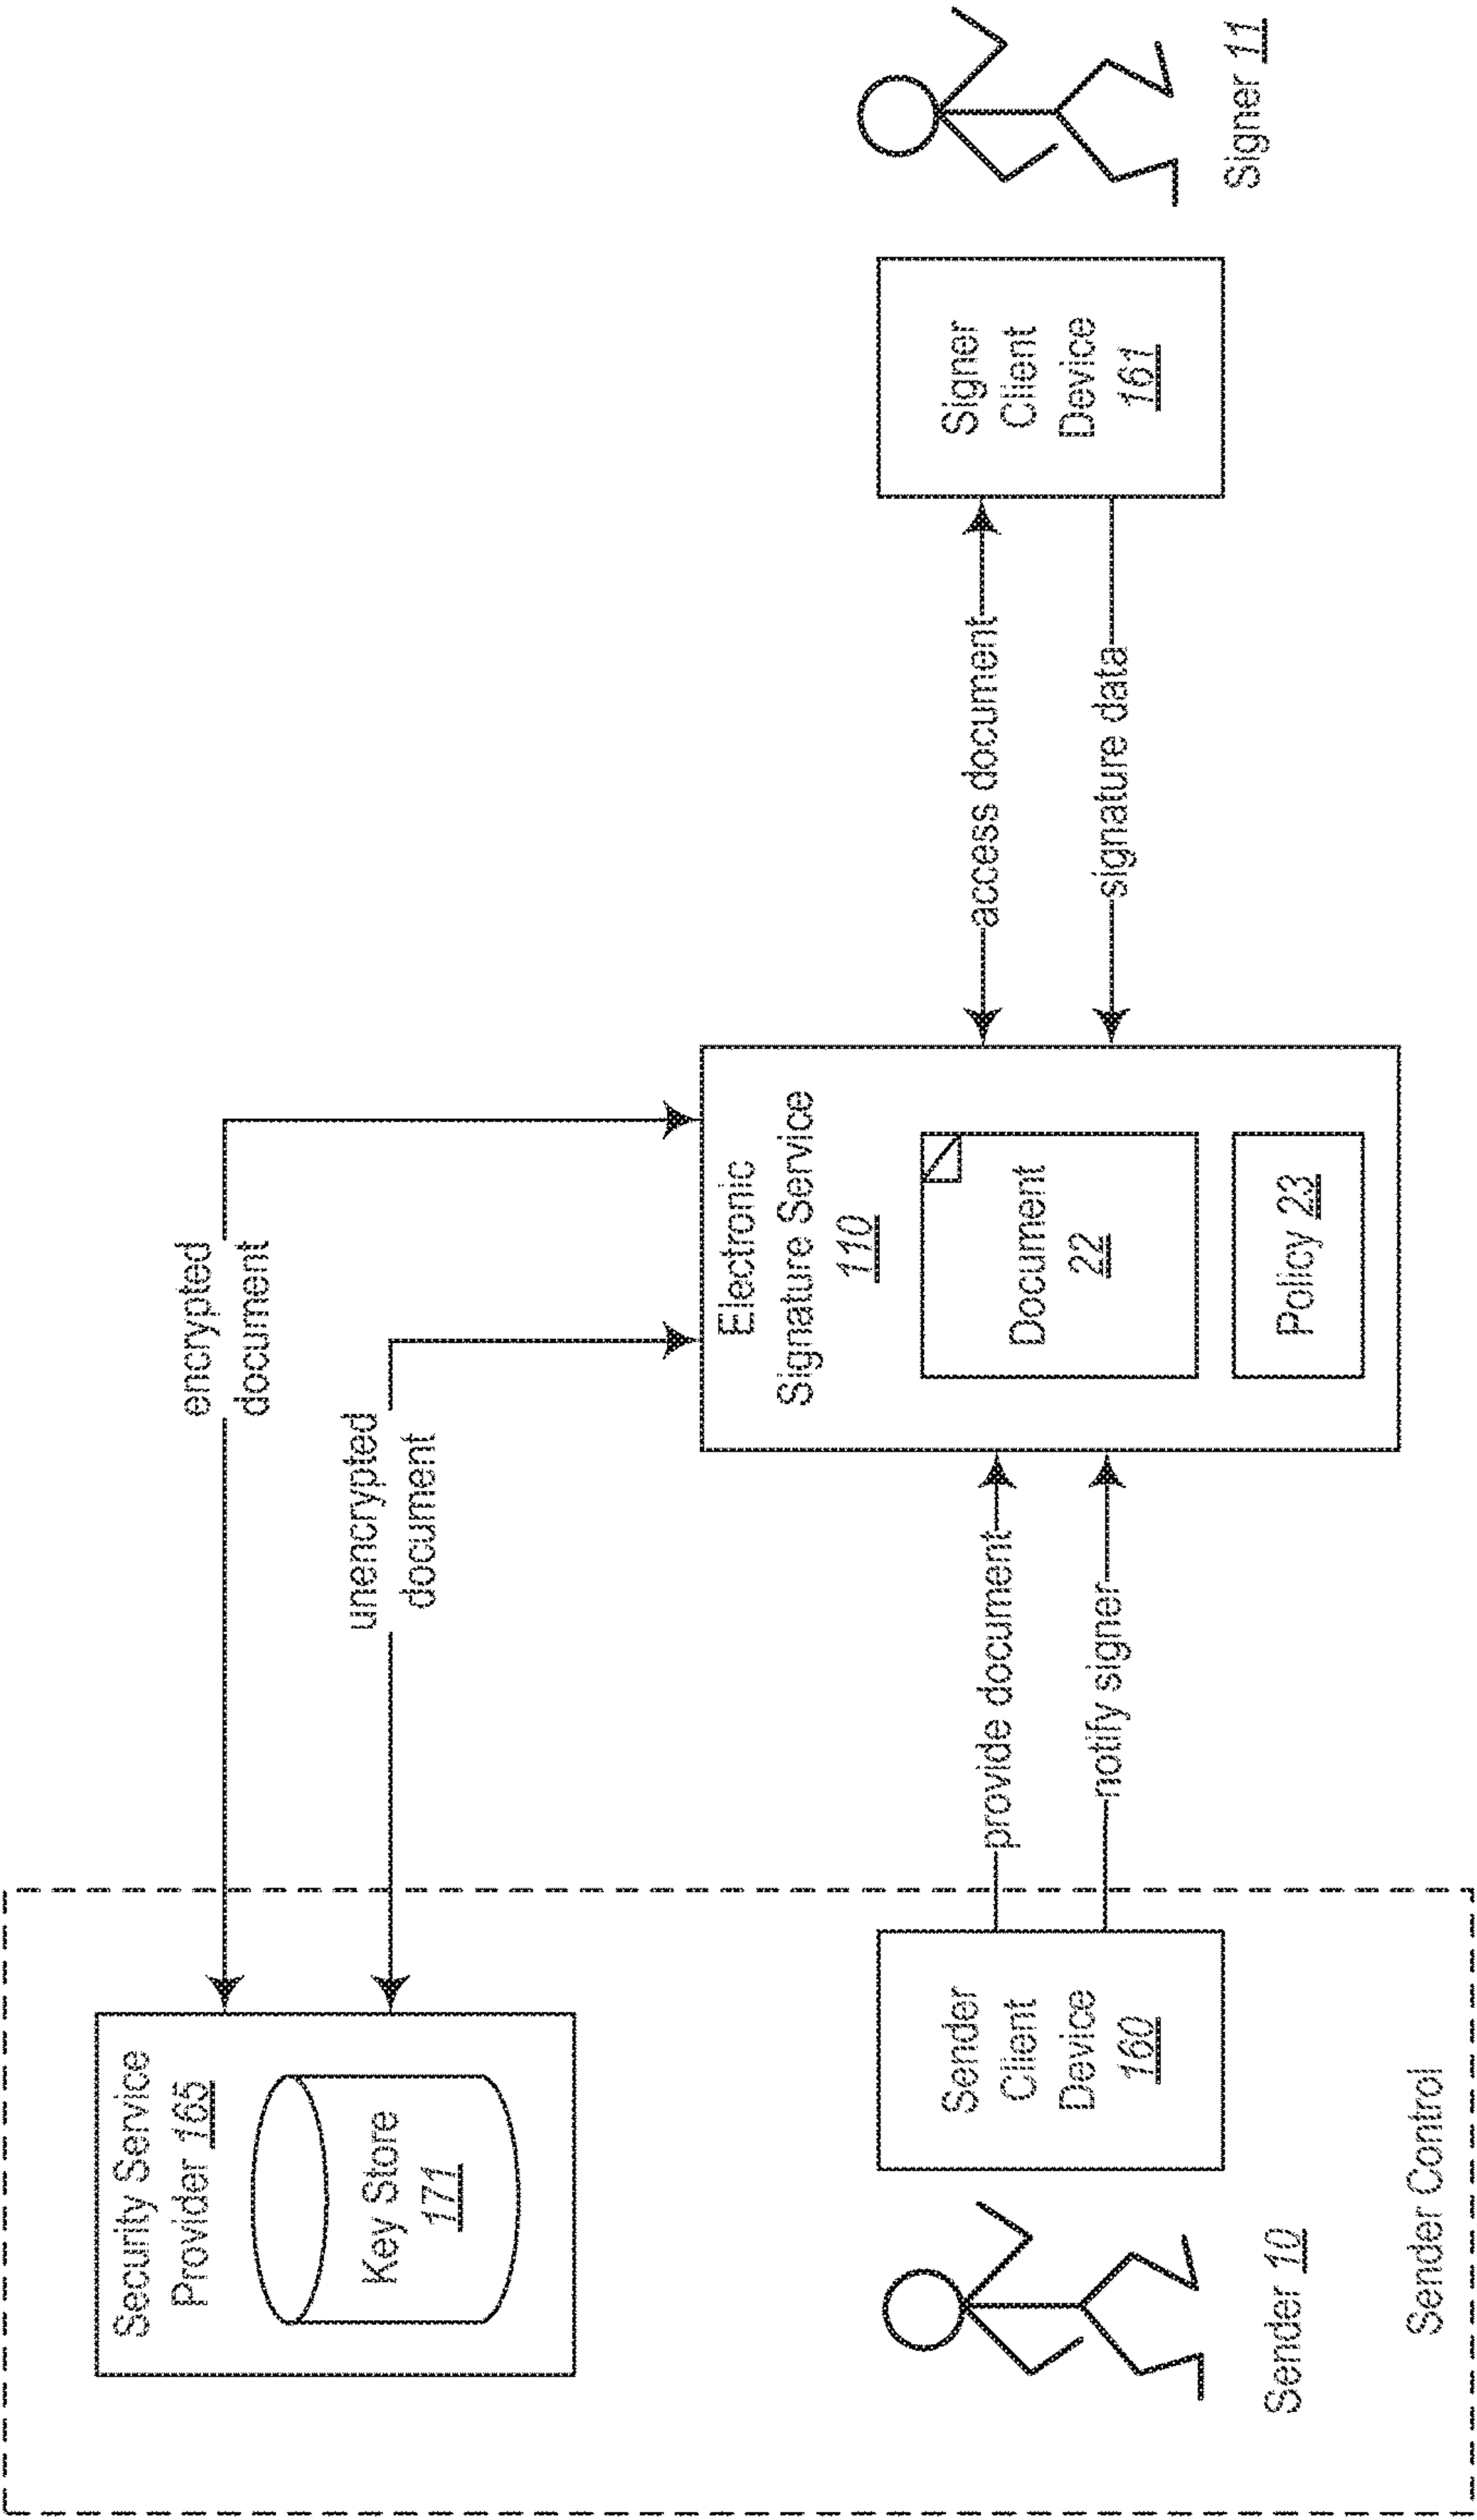 Security Service
Provider 165
Key Store
171
encrypted
document
unencrypted
document
Electronic
Signature Service
110
Document
22
Policy 23
Sender
Client
Device
160
provide document
notify signer
access document
signature data
Signer
Client
Device
161
Sender 10
Signer 11
Sender Control